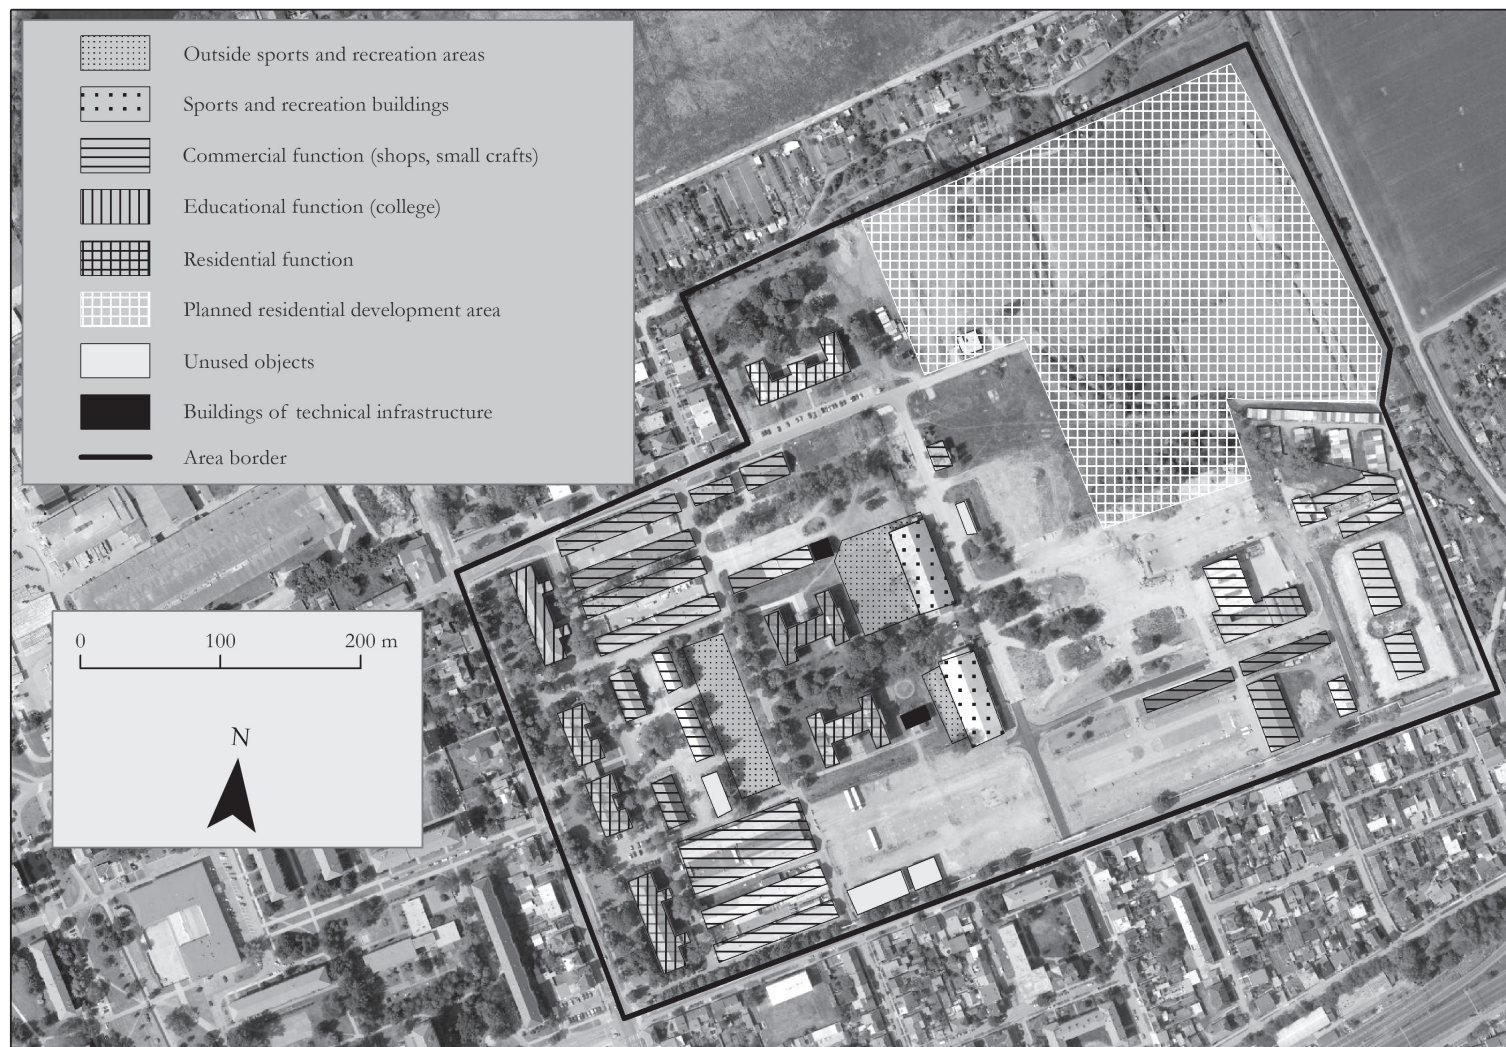 Outside sports and recreation areas
Sports and recreation buildings
Commercial function (shops, small crafts)
Educational function (college)
Residential function
Planned residential development area
Unused objects
Buildings of technical infrastructure
Area border
0 100 200 m
N